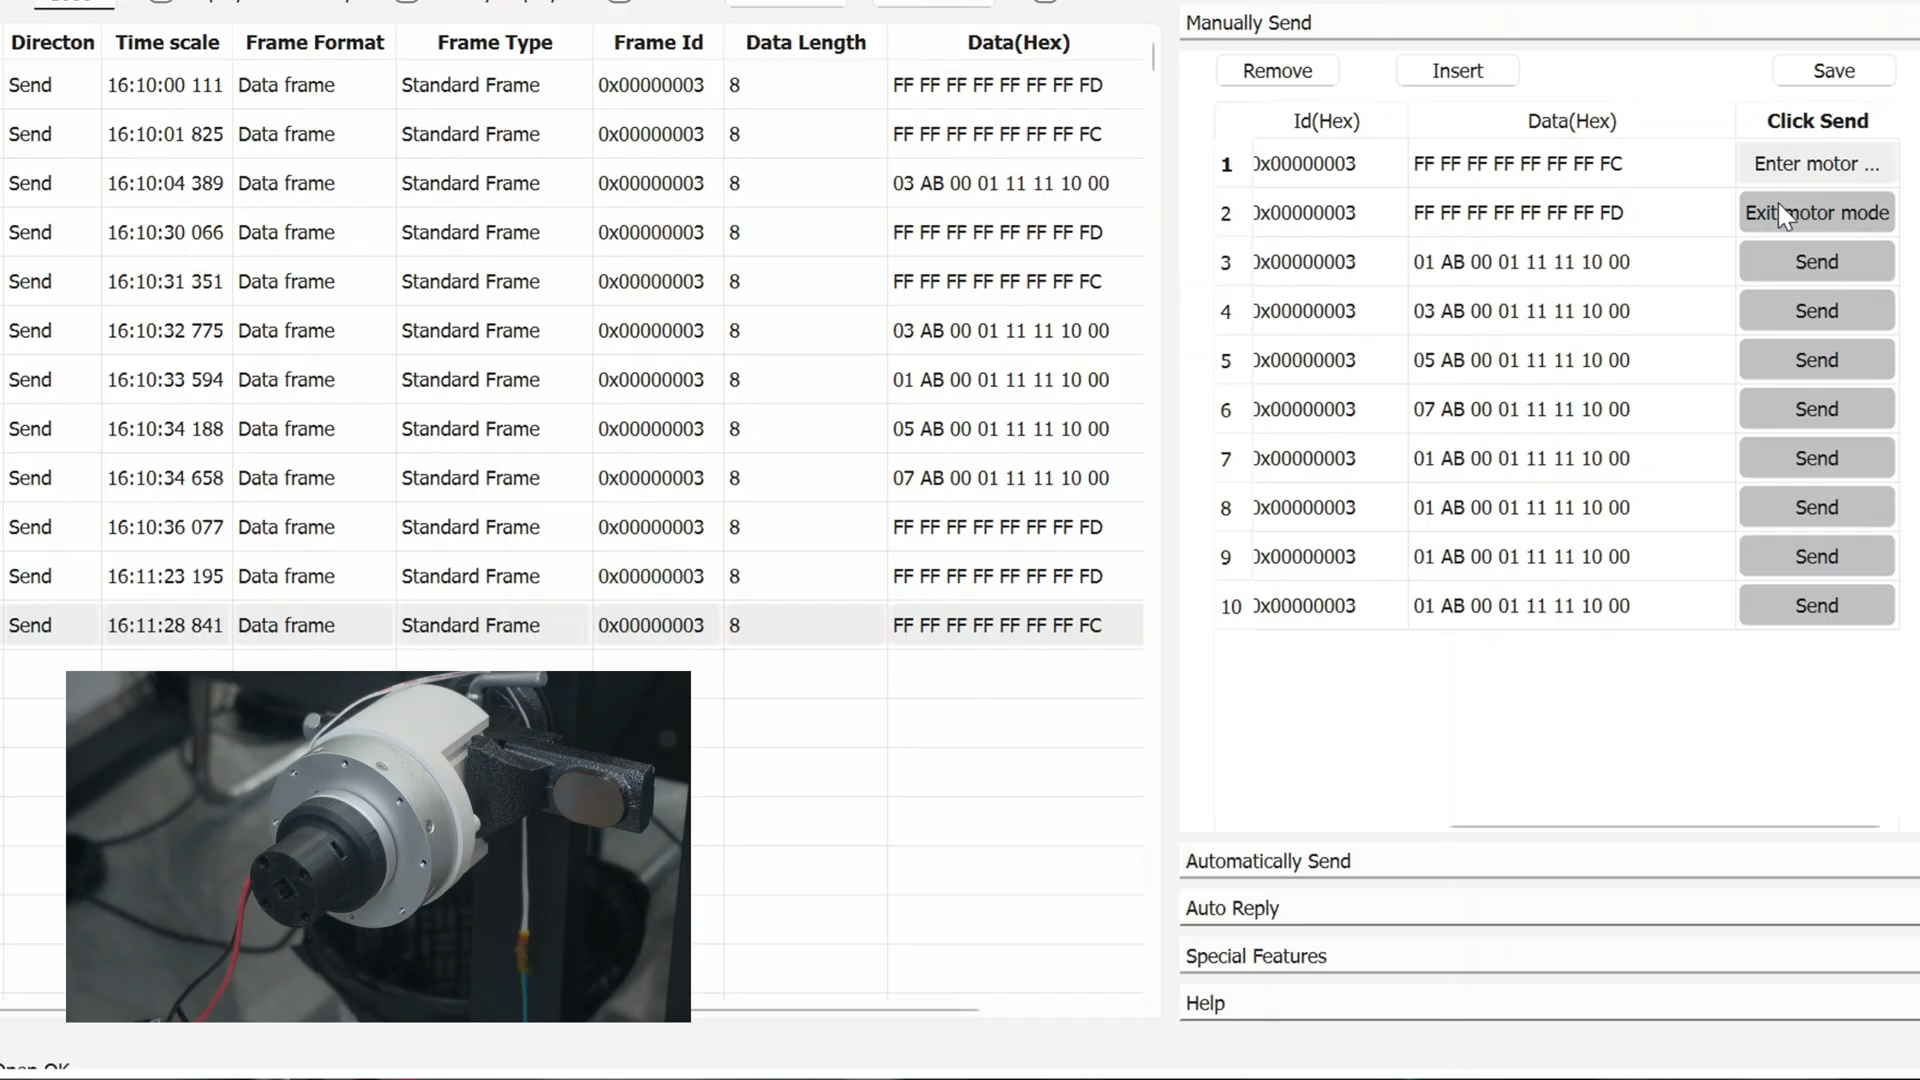 Directon Time scale Frame Format Frame Type Frame Id Data Length Data(Hex)
Send 16:10:00 111 Data frame Standard Frame 0x00000003 8 FF FF FF FF FF FF FF FD
Send 16:10:01 825 Data frame Standard Frame 0x00000003 8 FF FF FF FF FF FF FF FC
Send 16:10:04 389 Data frame Standard Frame 0x00000003 8 03 AB 00 01 11 11 10 00
Send 16:10:30 066 Data frame Standard Frame 0x00000003 8 FF FF FF FF FF FF FF FD
Send 16:10:31 351 Data frame Standard Frame 0x00000003 8 FF FF FF FF FF FF FF FC
Send 16:10:32 775 Data frame Standard Frame 0x00000003 8 03 AB 00 01 11 11 10 00
Send 16:10:33 594 Data frame Standard Frame 0x00000003 8 01 AB 00 01 11 11 10 00
Send 16:10:34 188 Data frame Standard Frame 0x00000003 8 05 AB 00 01 11 11 10 00
Send 16:10:34 658 Data frame Standard Frame 0x00000003 8 07 AB 00 01 11 11 10 00
Send 16:10:36 077 Data frame Standard Frame 0x00000003 8 FF FF FF FF FF FF FF FD
Send 16:11:23 195 Data frame Standard Frame 0x00000003 8 FF FF FF FF FF FF FF FD
Send 16:11:28 841 Data frame Standard Frame 0x00000003 8 FF FF FF FF FF FF FF FC
Manually Send
Remove Insert Save
Id(Hex) Data(Hex) Click Send
1 0x00000003 FF FF FF FF FF FF FF FC Enter motor ...
2 0x00000003 FF FF FF FF FF FF FF FD Exit motor mode
3 0x00000003 01 AB 00 01 11 11 10 00 Send
4 0x00000003 03 AB 00 01 11 11 10 00 Send
5 0x00000003 05 AB 00 01 11 11 10 00 Send
6 0x00000003 07 AB 00 01 11 11 10 00 Send
7 0x00000003 01 AB 00 01 11 11 10 00 Send
8 0x00000003 01 AB 00 01 11 11 10 00 Send
9 0x00000003 01 AB 00 01 11 11 10 00 Send
10 0x00000003 01 AB 00 01 11 11 10 00 Send
Automatically Send
Auto Reply
Special Features
Help